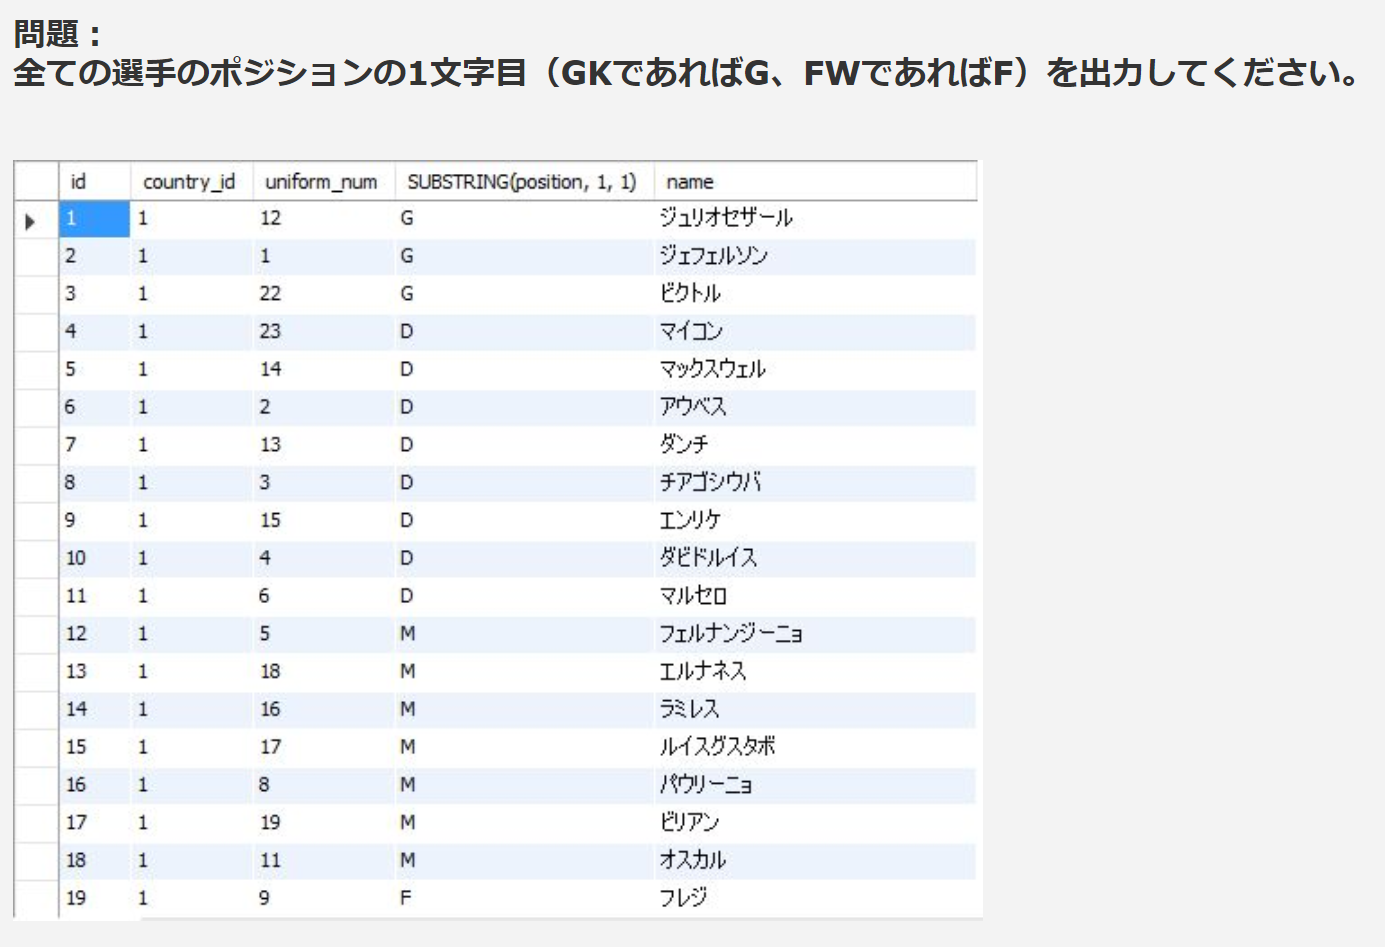 問題：
全ての選手のポジションの1文字目（GKであればG、FWであればF）を出力してください。
id country_id uniform_num SUBSTRING(position, 1, 1) name
1 1 12 G ジュリオセザール
2 1 1 G ジェフェルソン
3 1 22 G ビクトル
4 1 23 D マイコン
5 1 14 D マックスウェル
6 1 2 D アウベス
7 1 13 D ダンチ
8 1 3 D チアゴシウバ
9 1 15 D エンリケ
10 1 4 D ダビドルイス
11 1 6 D マルセロ
12 1 5 M フェルナンジーニョ
13 1 18 M エルナネス
14 1 16 M ラミレス
15 1 17 M ルイスグスタボ
16 1 8 M パウリーニョ
17 1 19 M ビリアン
18 1 11 M オスカル
19 1 9 F フレジ